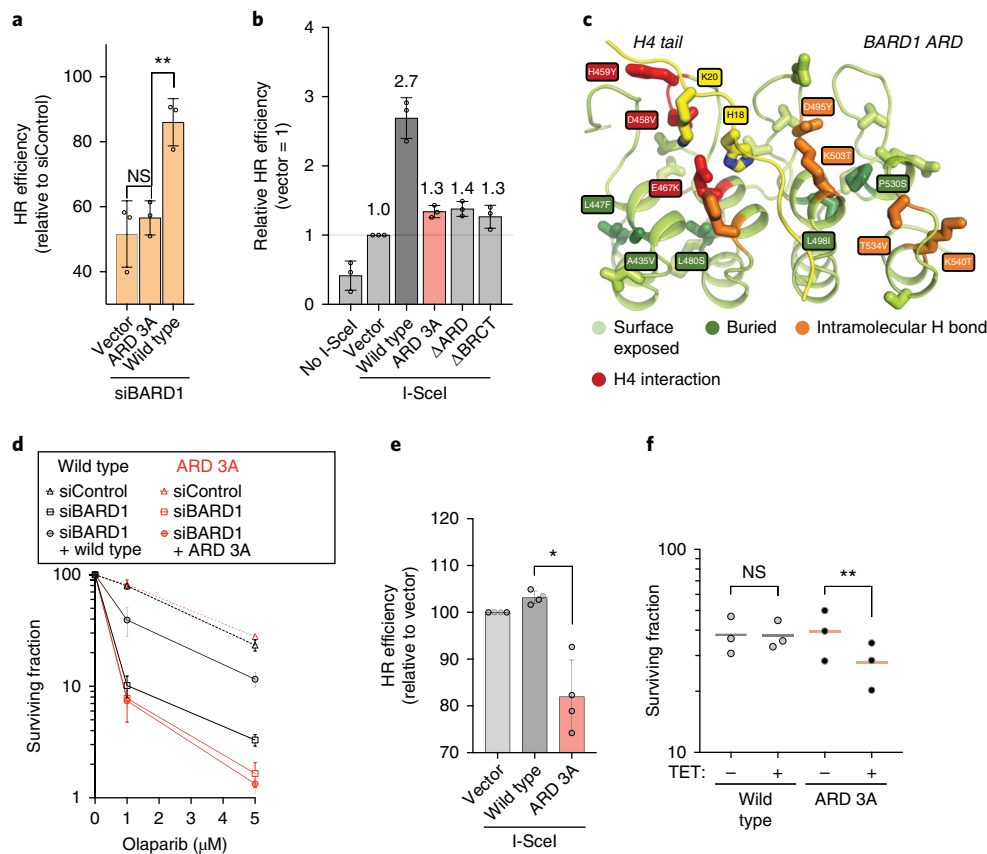 a
HR efficiency
(relative to siControl)
100
80
60
40
NS
**
Vector
ARD 3A
Wild type
siBARD1
b
Relative HR efficiency
(vector = 1)
4
3
2
1
0
1.0
2.7
1.3
1.4
1.3
No I-SceI
Vector
Wild type
ARD 3A
ΔARD
ΔBRCT
I-SceI
c
H4 tail
BARD1 ARD
H459Y
K20
D458V
H18
D495Y
K503T
E467K
P530S
L447F
L498I
T534V
A435V
L480S
K540T
Surface exposed
Buried
Intramolecular H bond
H4 interaction
d
Wild type
ARD 3A
siControl
siControl
siBARD1
siBARD1
siBARD1 + wild type
siBARD1 + ARD 3A
Surviving fraction
100
10
1
0 1 2 3 4 5
Olaparib (μM)
e
HR efficiency
(relative to vector)
120
110
100
90
80
70
*
Vector
Wild type
ARD 3A
I-SceI
f
Surviving fraction
100
10
NS
**
TET: – + – +
Wild type
ARD 3A